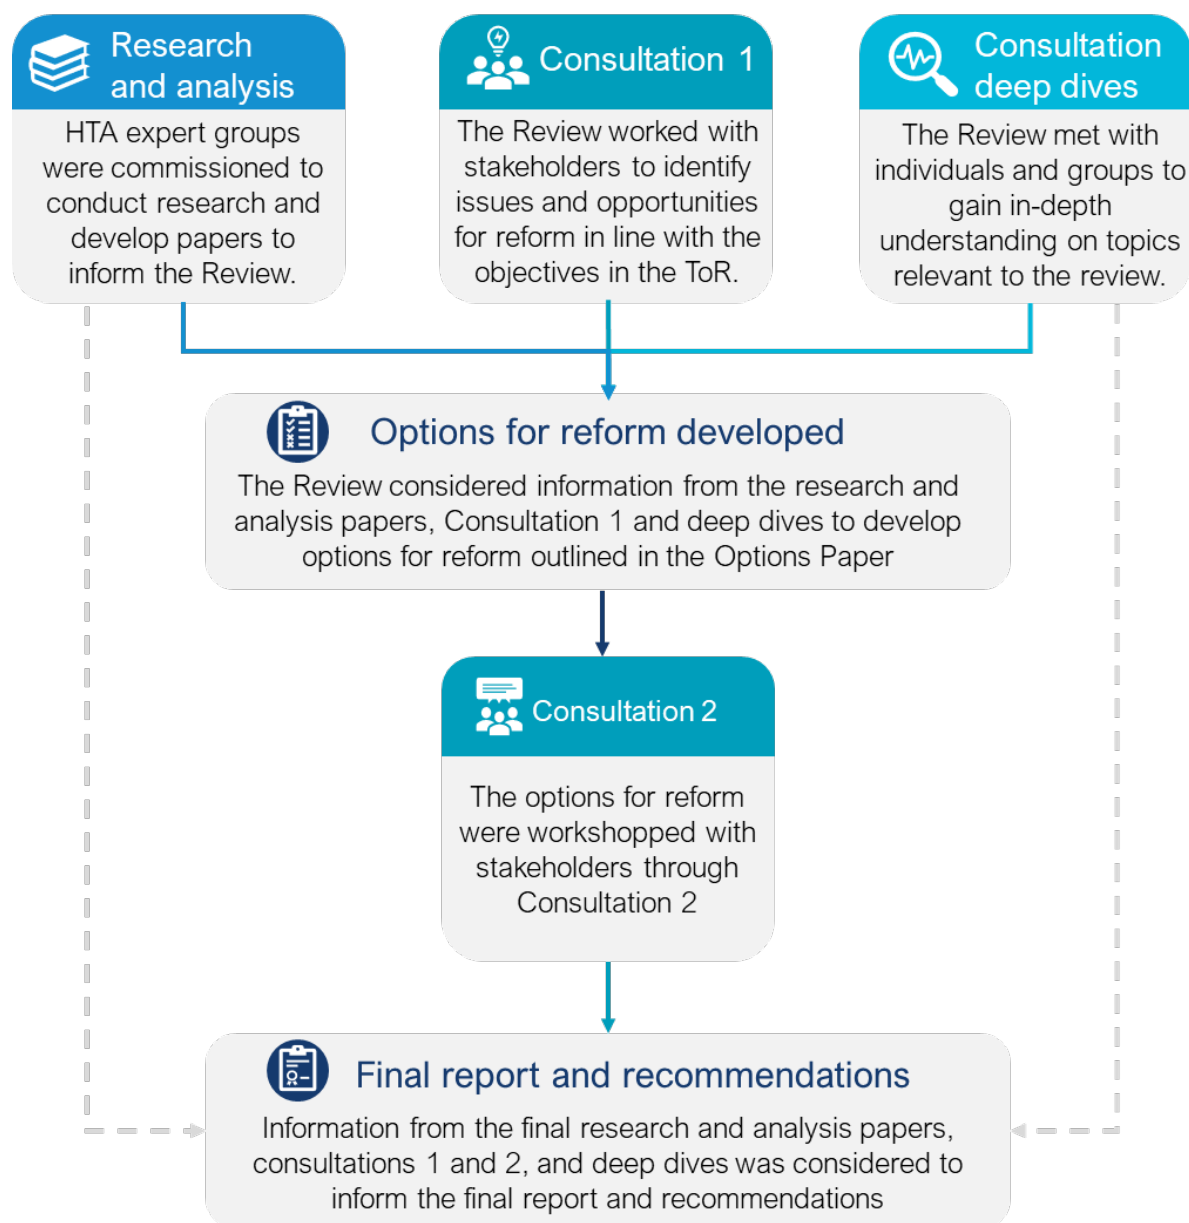 Research
and analysis
HTA expert groups
were commissioned to
conduct research and
develop papers to
inform the Review.
Consultation 1
The Review worked with
stakeholders to identify
issues and opportunities
for reform in line with the
objectives in the ToR.
Consultation
deep dives
The Review met with
individuals and groups to
gain in-depth
understanding on topics
relevant to the review.
Options for reform developed
The Review considered information from the research and
analysis papers, Consultation 1 and deep dives to develop
options for reform outlined in the Options Paper
Consultation 2
The options for reform
were workshopped with
stakeholders through
Consultation 2
Final report and recommendations
Information from the final research and analysis papers,
consultations 1 and 2, and deep dives was considered to
inform the final report and recommendations